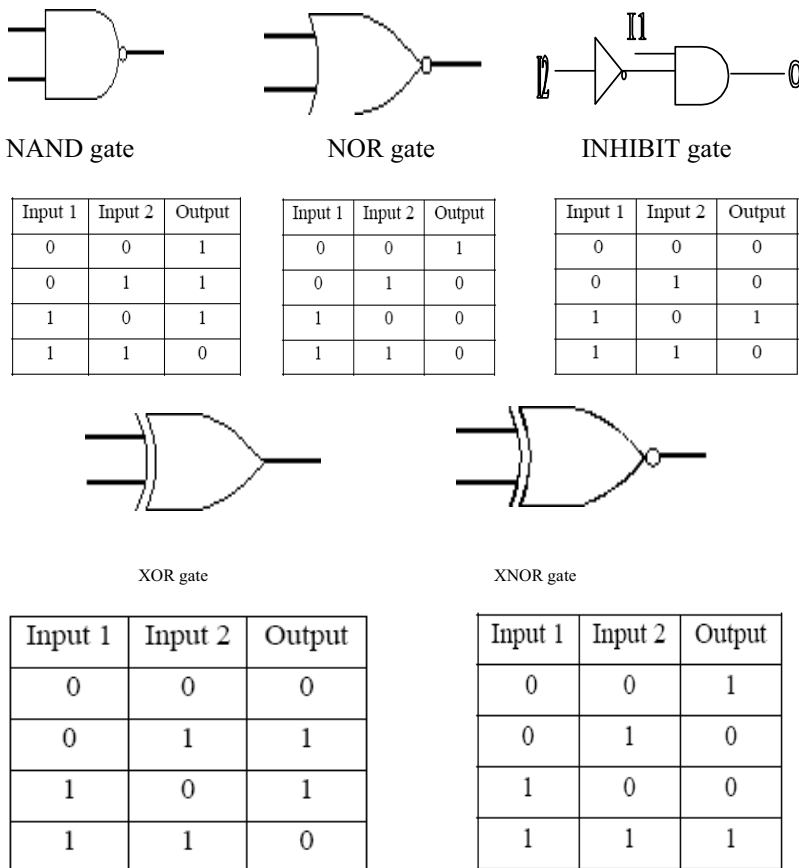 I1
I2
O
NAND gate NOR gate INHIBIT gate
Input 1 Input 2 Output Input 1 Input 2 Output Input 1 Input 2 Output
0 0 1 0 0 1 0 0 0
0 1 1 0 1 0 0 1 0
1 0 1 1 0 0 1 0 1
1 1 0 1 1 0 1 1 0
XOR gate XNOR gate
Input 1 Input 2 Output Input 1 Input 2 Output
0 0 0 0 0 1
0 1 1 0 1 0
1 0 1 1 0 0
1 1 0 1 1 1